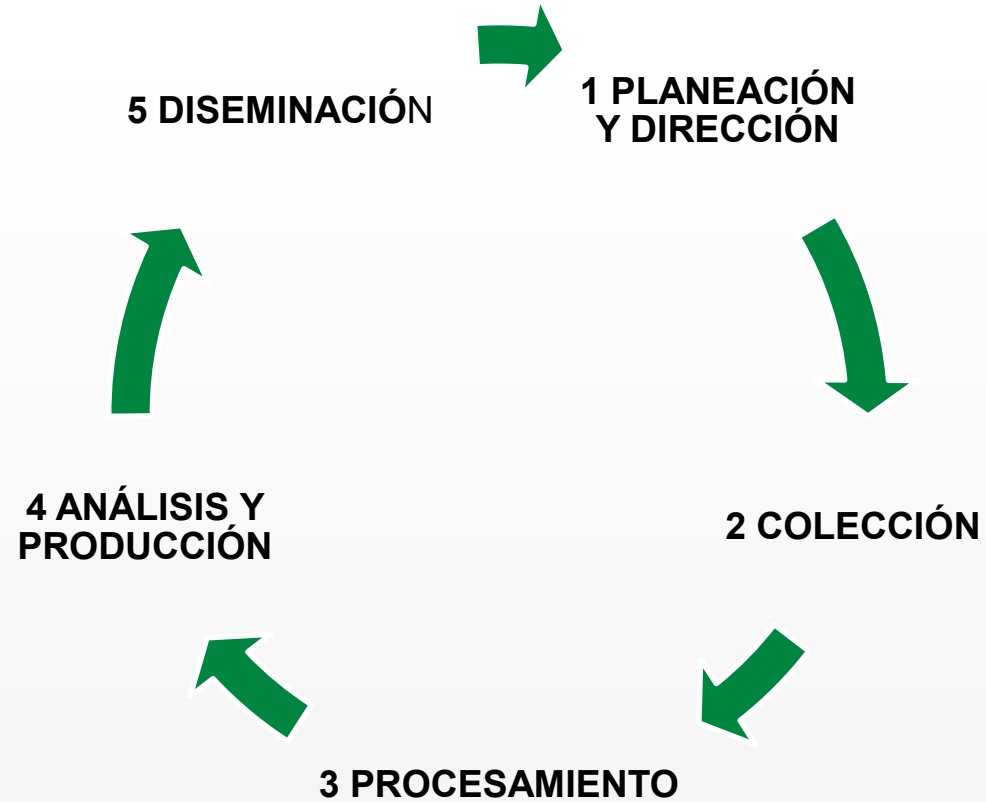 5 DISEMINACIÓN
1 PLANEACIÓN
Y DIRECCIÓN
4 ANÁLISIS Y
PRODUCCIÓN
2 COLECCIÓN
3 PROCESAMIENTO